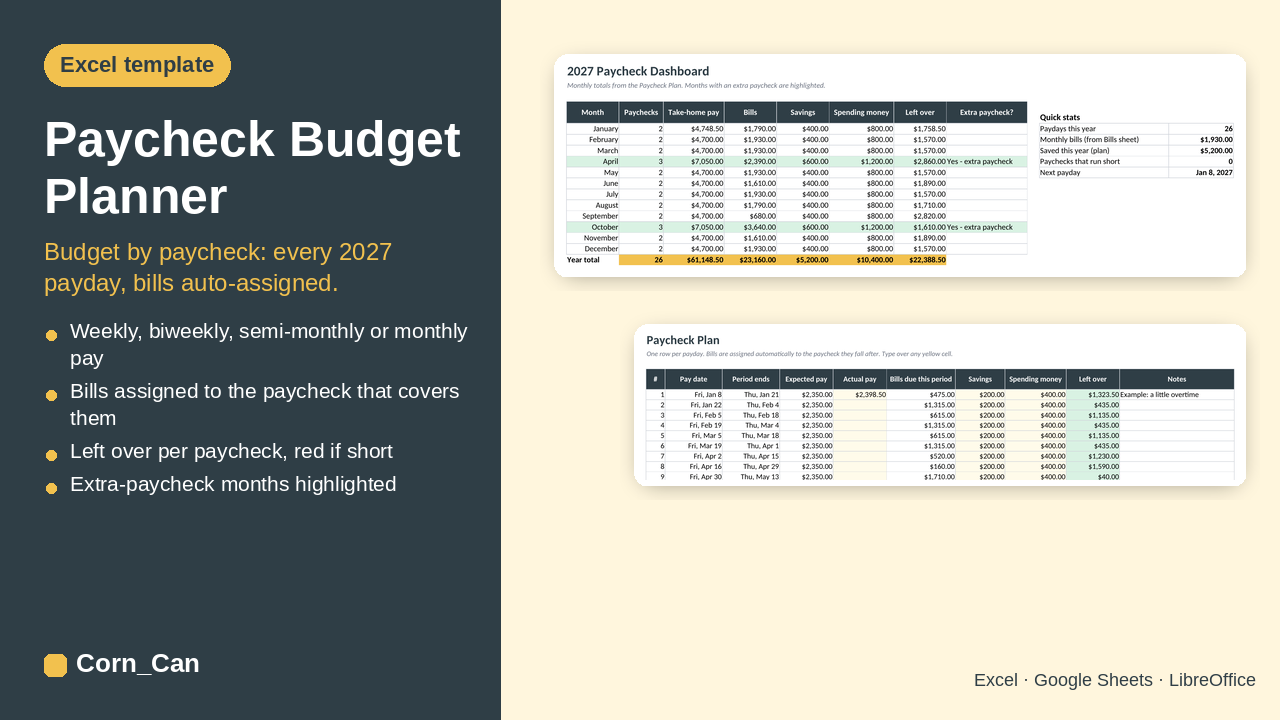 Excel template
Paycheck Budget
Planner
Budget by paycheck: every 2027
payday, bills auto-assigned.
Weekly, biweekly, semi-monthly or monthly
pay
Bills assigned to the paycheck that covers
them
Left over per paycheck, red if short
Extra-paycheck months highlighted
Corn_Can
2027 Paycheck Dashboard
Monthly totals from the Paycheck Plan. Months with an extra paycheck are highlighted.
Month Paychecks Take-home pay Bills Savings Spending money Left over Extra paycheck?
January 2 $4,748.50 $1,790.00 $400.00 $800.00 $1,758.50
February 2 $4,700.00 $1,930.00 $400.00 $800.00 $1,570.00
March 2 $4,700.00 $1,930.00 $400.00 $800.00 $1,570.00
April 3 $7,050.00 $2,390.00 $600.00 $1,200.00 $2,860.00 Yes - extra paycheck
May 2 $4,700.00 $1,930.00 $400.00 $800.00 $1,570.00
June 2 $4,700.00 $1,610.00 $400.00 $800.00 $1,890.00
July 2 $4,700.00 $1,930.00 $400.00 $800.00 $1,570.00
August 2 $4,700.00 $1,790.00 $400.00 $800.00 $1,710.00
September 2 $4,700.00 $680.00 $400.00 $800.00 $2,820.00
October 3 $7,050.00 $3,640.00 $600.00 $1,200.00 $1,610.00 Yes - extra paycheck
November 2 $4,700.00 $1,610.00 $400.00 $800.00 $1,890.00
December 2 $4,700.00 $1,930.00 $400.00 $800.00 $1,570.00
Year total 26 $61,148.50 $23,160.00 $5,200.00 $10,400.00 $22,388.50
Quick stats
Paydays this year 26
Monthly bills (from Bills sheet) $1,930.00
Saved this year (plan) $5,200.00
Paychecks that run short 0
Next payday Jan 8, 2027
Paycheck Plan
One row per payday. Bills are assigned automatically to the paycheck they fall after. Type over any yellow cell.
# Pay date Period ends Expected pay Actual pay Bills due this period Savings Spending money Left over Notes
1 Fri, Jan 8 Thu, Jan 21 $2,350.00 $2,398.50 $475.00 $200.00 $400.00 $1,323.50 Example: a little overtime
2 Fri, Jan 22 Thu, Feb 4 $2,350.00 $1,315.00 $200.00 $400.00 $435.00
3 Fri, Feb 5 Thu, Feb 18 $2,350.00 $615.00 $200.00 $400.00 $1,135.00
4 Fri, Feb 19 Thu, Mar 4 $2,350.00 $1,315.00 $200.00 $400.00 $435.00
5 Fri, Mar 5 Thu, Mar 18 $2,350.00 $615.00 $200.00 $400.00 $1,135.00
6 Fri, Mar 19 Thu, Apr 1 $2,350.00 $1,315.00 $200.00 $400.00 $435.00
7 Fri, Apr 2 Thu, Apr 15 $2,350.00 $520.00 $200.00 $400.00 $1,230.00
8 Fri, Apr 16 Thu, Apr 29 $2,350.00 $160.00 $200.00 $400.00 $1,590.00
9 Fri, Apr 30 Thu, May 13 $2,350.00 $1,710.00 $200.00 $400.00 $40.00
Excel · Google Sheets · LibreOffice